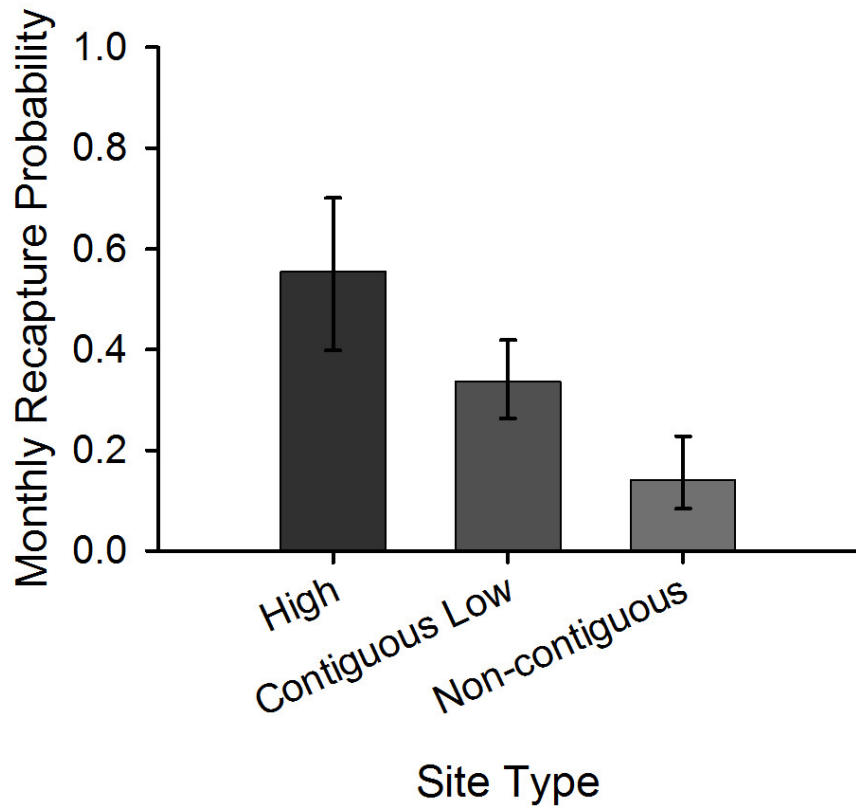 Monthly Recapture Probability
1.0
0.8
0.6
0.4
0.2
0.0
High
Contiguous Low
Non-contiguous
Site Type